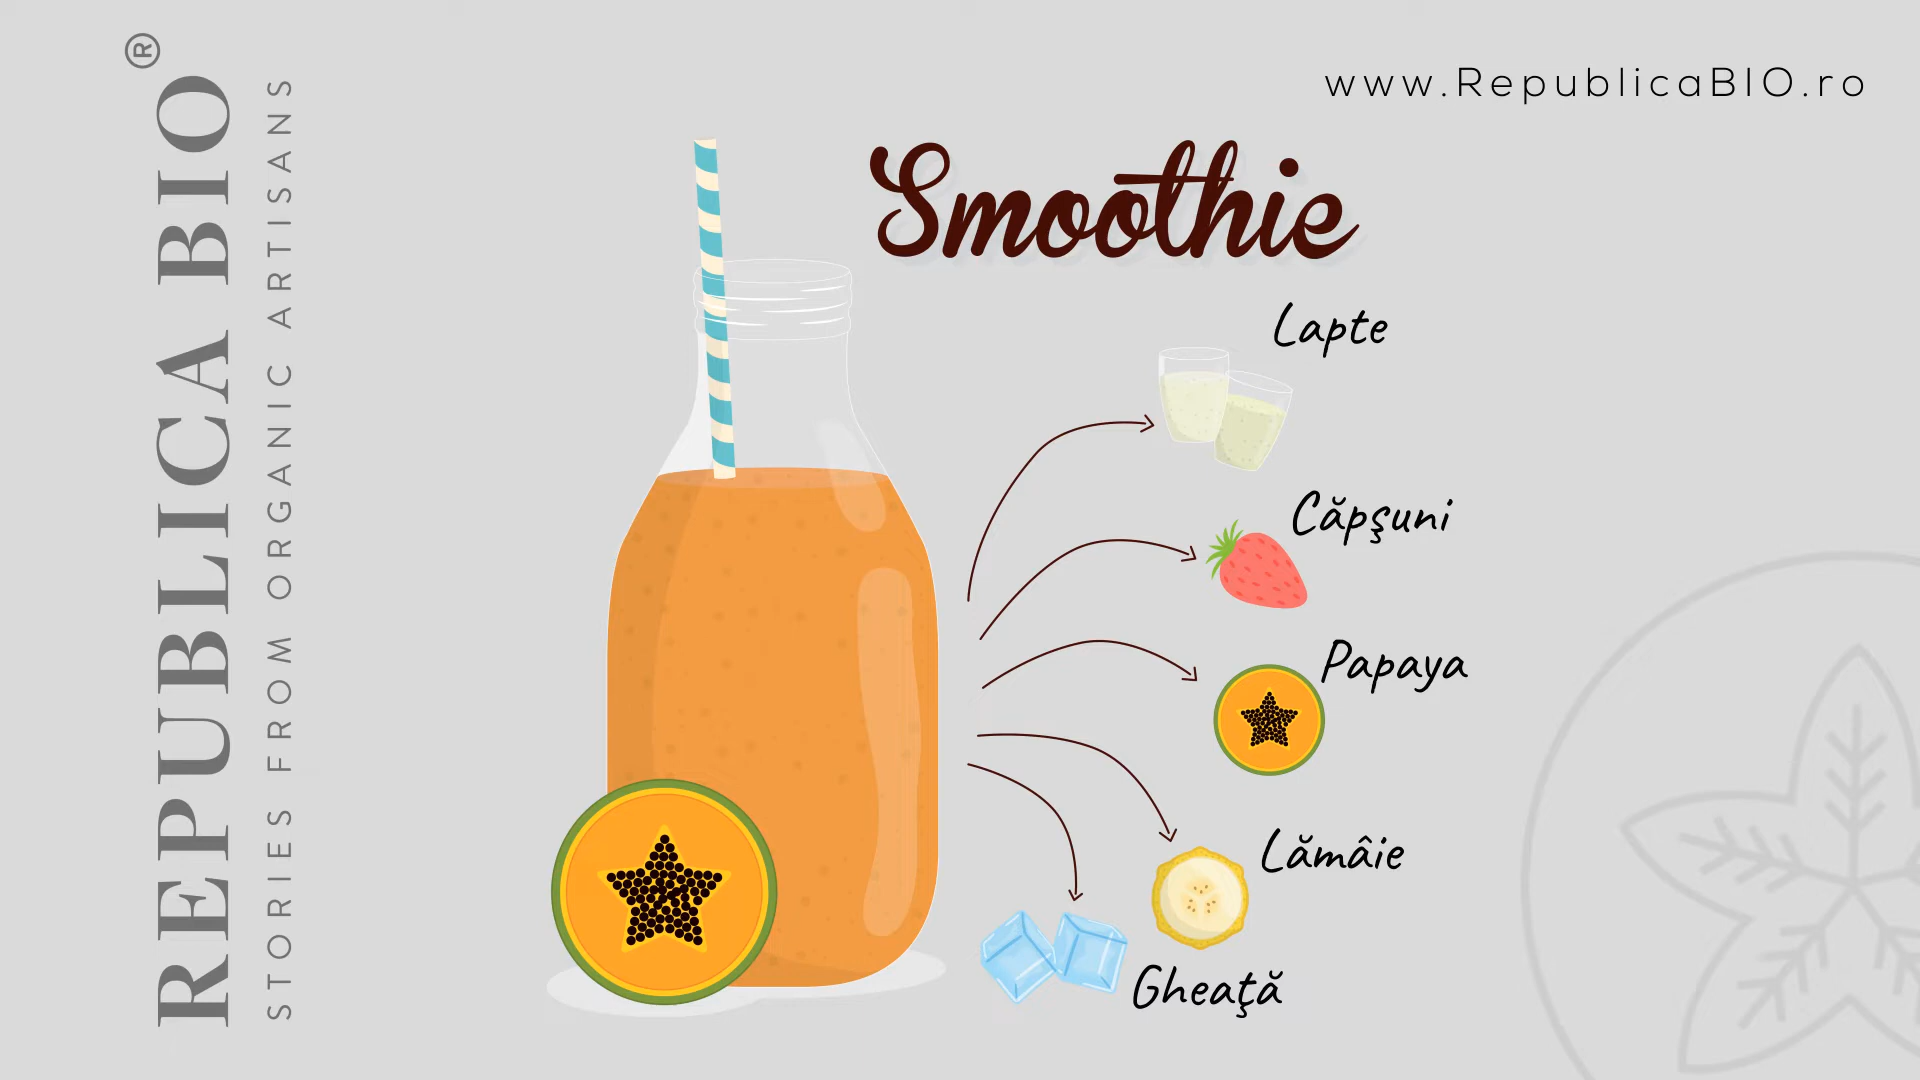 REPUBLICA BIO®
STORIES FROM ORGANIC ARTISANS
www.RepublicaBIO.ro
Smoothie
Lapte
Căpşuni
Papaya
Lămâie
Gheaţă